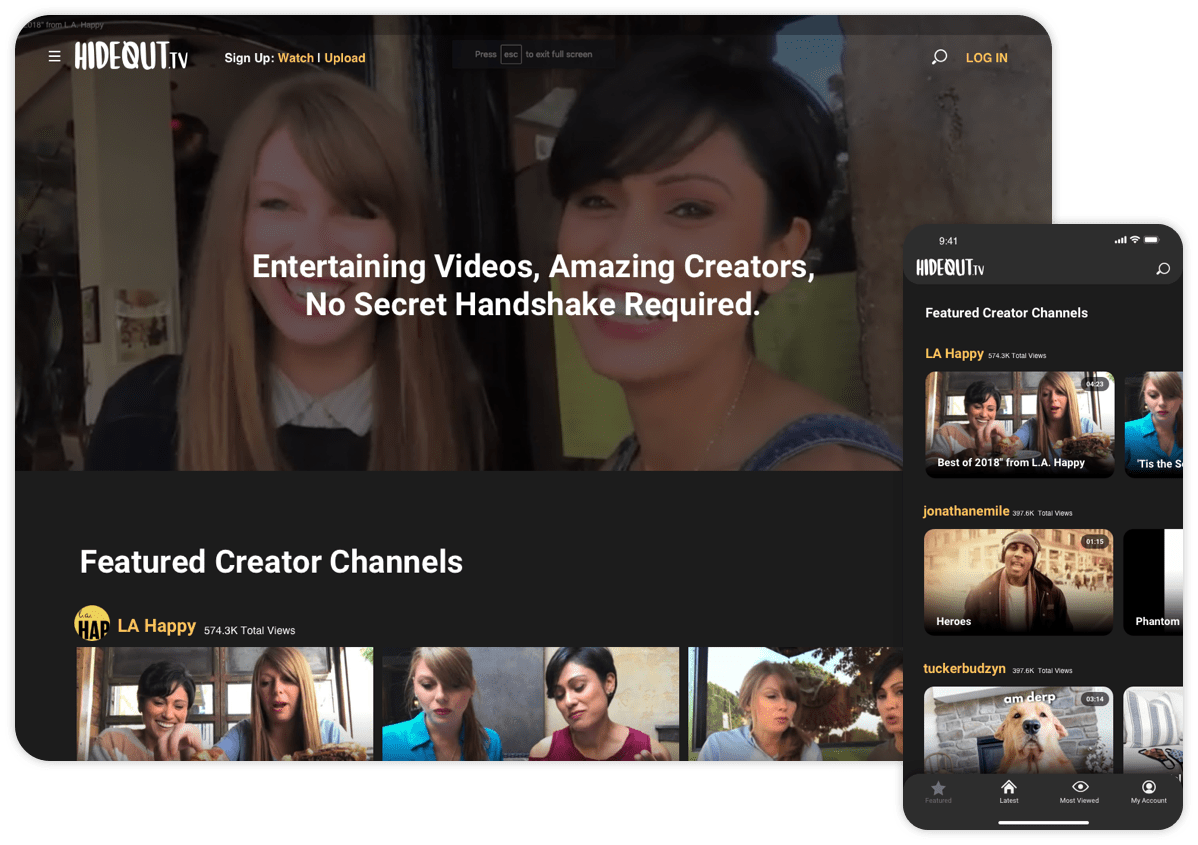 2018" from L.A. Happy
HIDEOUT.TV
Sign Up: Watch | Upload
Press esc to exit full screen
LOG IN
Entertaining Videos, Amazing Creators,
No Secret Handshake Required.
Featured Creator Channels
HAP
LA Happy 574.3K Total Views
9:41
HIDEOUT.TV
Featured Creator Channels
LA Happy 574.3K Total Views
04:23
Best of 2018" from L.A. Happy
'Tis the S
jonathanemile 397.6K Total Views
01:15
Heroes
Phantom
tuckerbudzyn 397.6K Total Views
am derp
03:14
Featured
Latest
Most Viewed
My Account